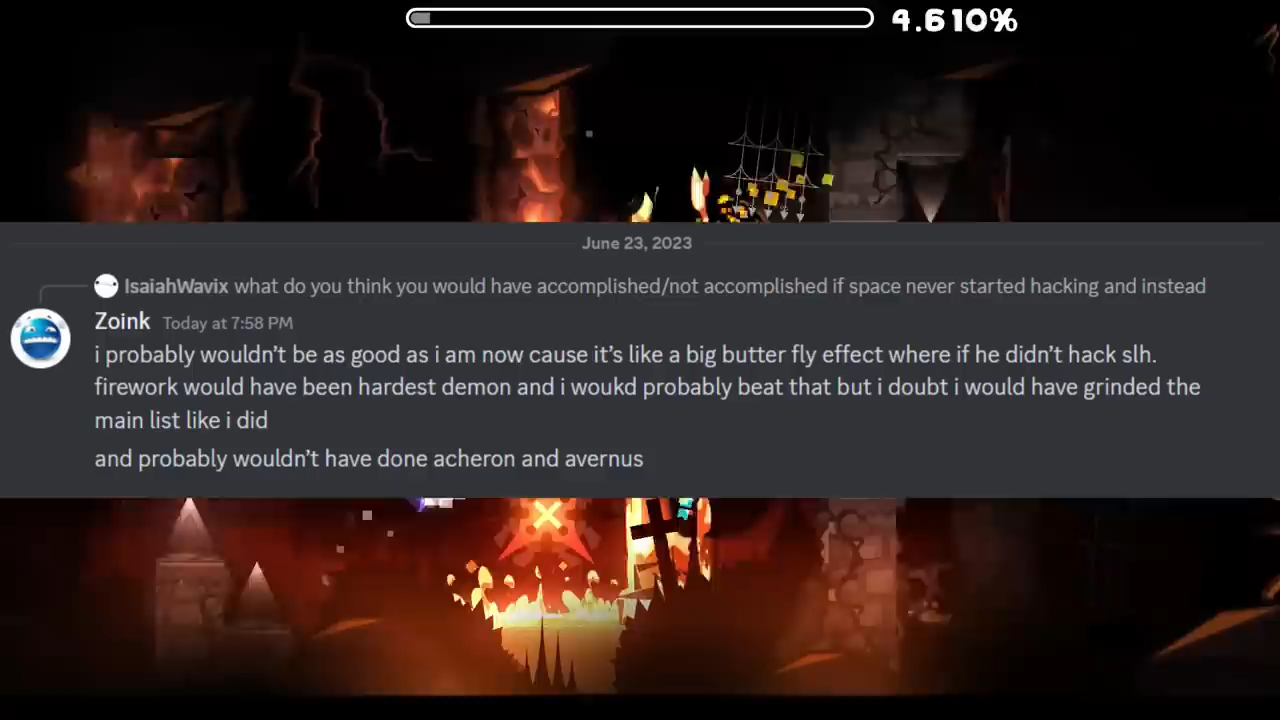 4.610%
June 23, 2023
IsaiahWavix what do you think you would have accomplished/not accomplished if space never started hacking and instead
Zoink Today at 7:58 PM
i probably wouldn't be as good as i am now cause it's like a big butter fly effect where if he didn't hack slh.
firework would have been hardest demon and i woukd probably beat that but i doubt i would have grinded the
main list like i did
and probably wouldn't have done acheron and avernus